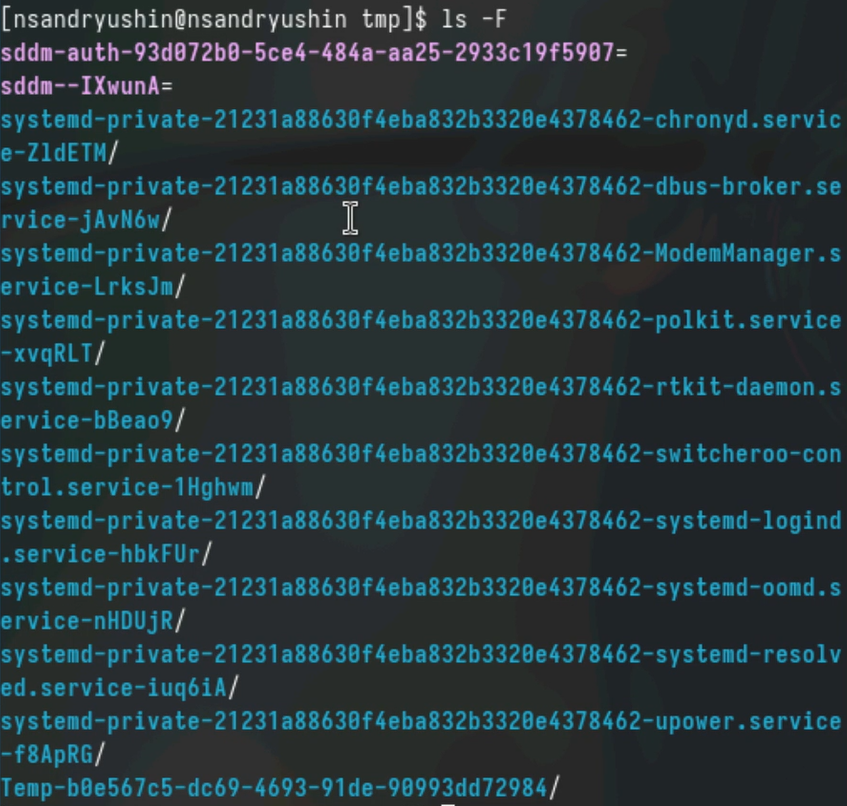 [nsandryushin@nsandryushin tmp]$ ls -F
sddm-auth-93d072b0-5ce4-484a-aa25-2933c19f5907=
sddm--IXwunA=
systemd-private-21231a88630f4eba832b3320e4378462-chronyd.servic
e-ZldETM/
systemd-private-21231a88630f4eba832b3320e4378462-dbus-broker.se
rvice-jAvN6w/
systemd-private-21231a88630f4eba832b3320e4378462-ModemManager.s
ervice-LrksJm/
systemd-private-21231a88630f4eba832b3320e4378462-polkit.service
-xvqRLT/
systemd-private-21231a88630f4eba832b3320e4378462-rtkit-daemon.s
ervice-bBeao9/
systemd-private-21231a88630f4eba832b3320e4378462-switcheroo-con
trol.service-1Hghwm/
systemd-private-21231a88630f4eba832b3320e4378462-systemd-logind
.service-hbkFUr/
systemd-private-21231a88630f4eba832b3320e4378462-systemd-oomd.s
ervice-nHDUjR/
systemd-private-21231a88630f4eba832b3320e4378462-systemd-resolv
ed.service-iuq6iA/
systemd-private-21231a88630f4eba832b3320e4378462-upower.service
-f8ApRG/
Temp-b0e567c5-dc69-4693-91de-90993dd72984/